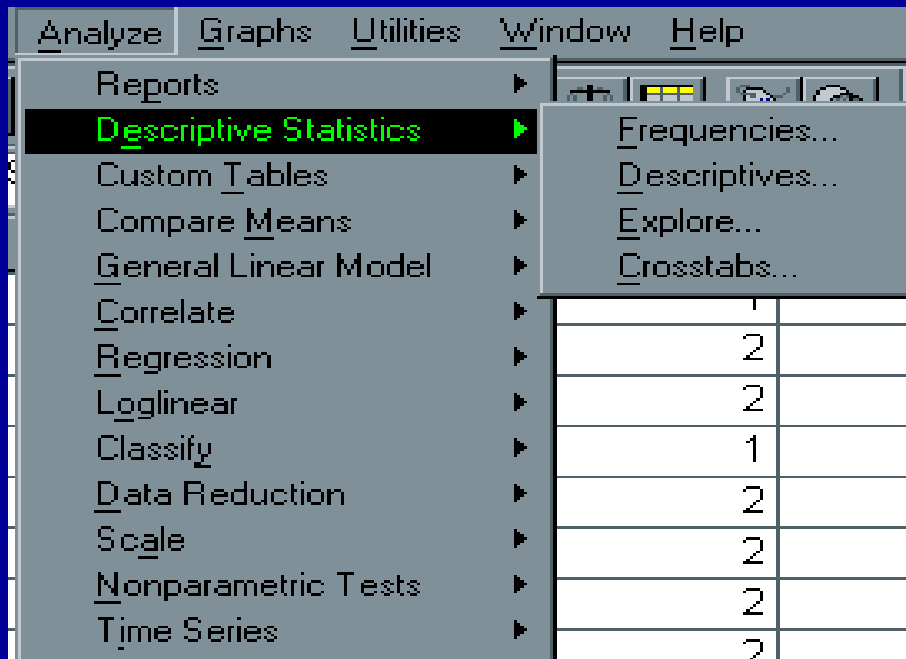 Analyze Graphs Utilities Window Help
Reports
Descriptive Statistics
Custom Tables
Compare Means
General Linear Model
Correlate
Regression
Loglinear
Classify
Data Reduction
Scale
Nonparametric Tests
Time Series
Frequencies...
Descriptives...
Explore...
Crosstabs...
1
2
2
1
2
2
2
2